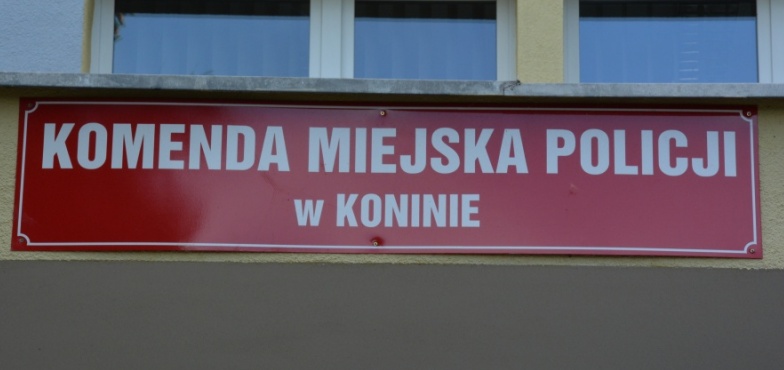 KOMENDA MIEJSKA POLICJI
w KONINIE